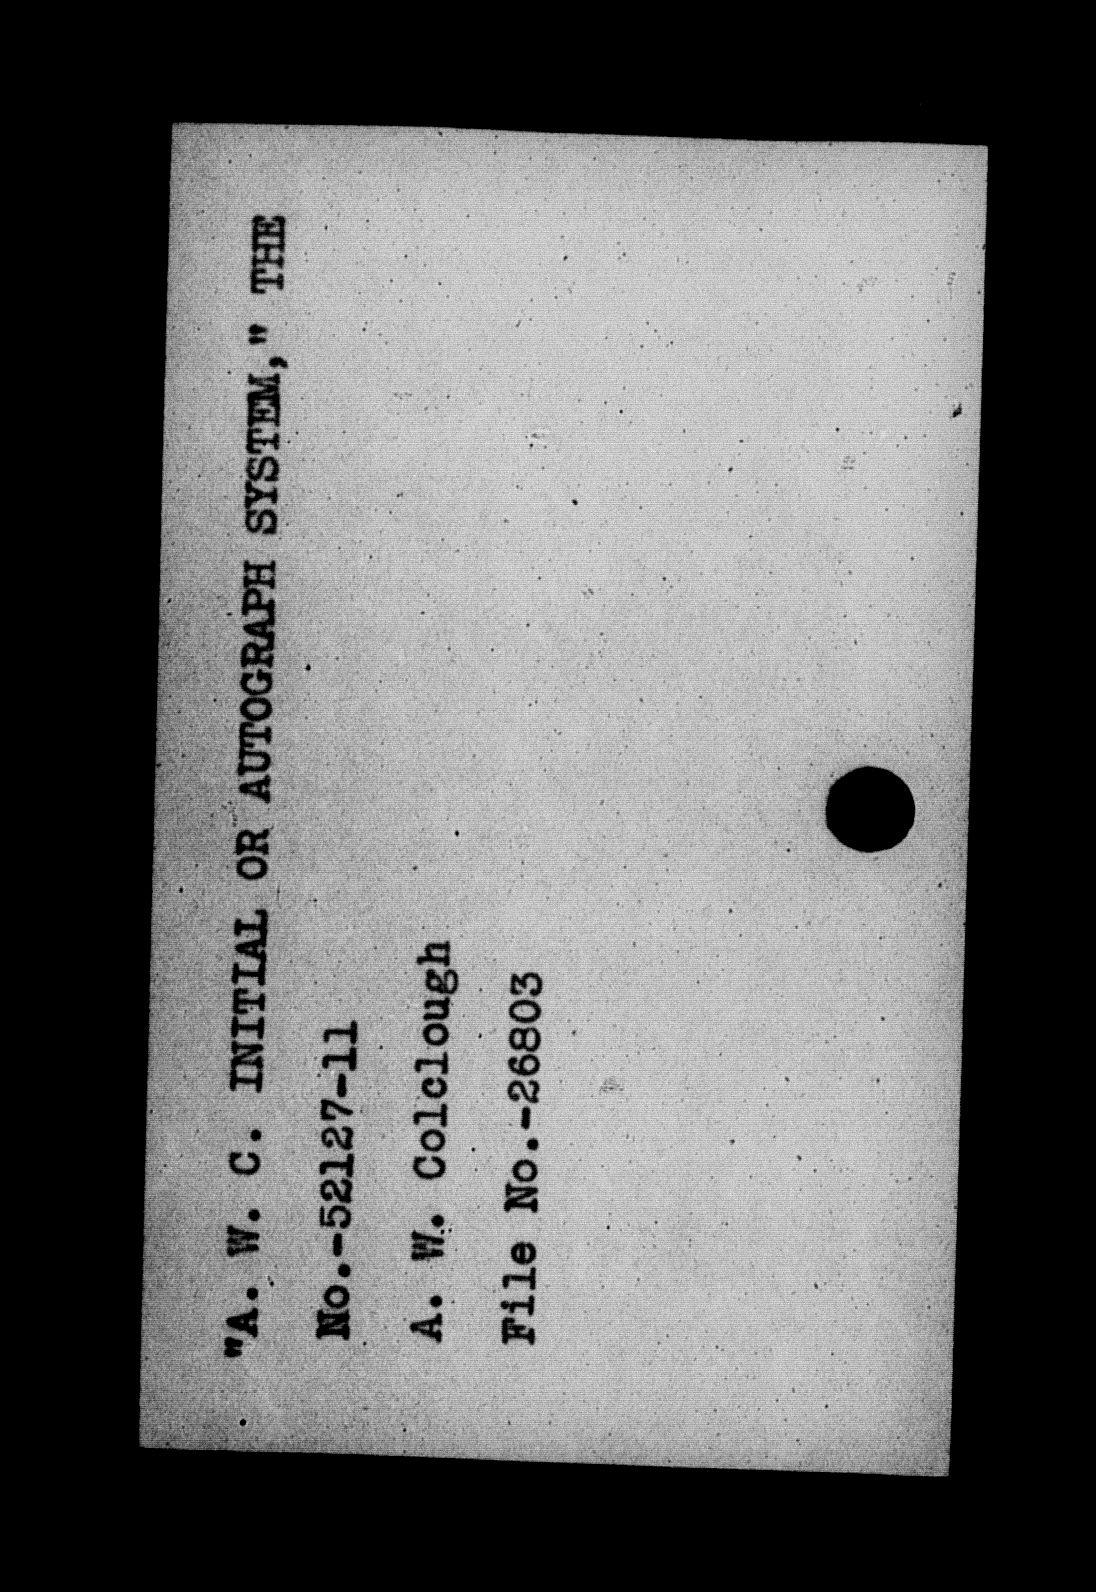 "A. W. C. INITIAL OR AUTOGRAPH SYSTEM," THE
No.-52127-11
A. W. Colclough
File No.-26803